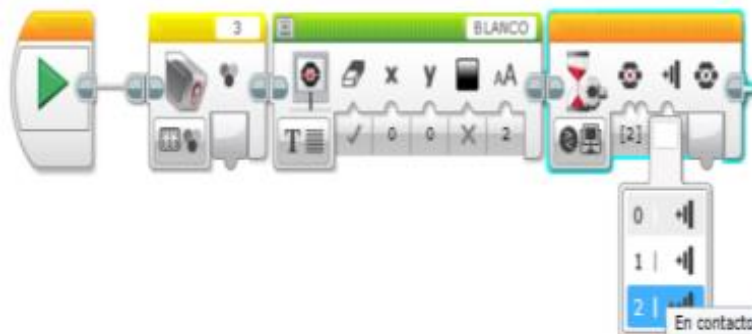 3 BLANCO
x y AA
T ✓ 0 0 X 2 [2]
0
1
2
En contacto